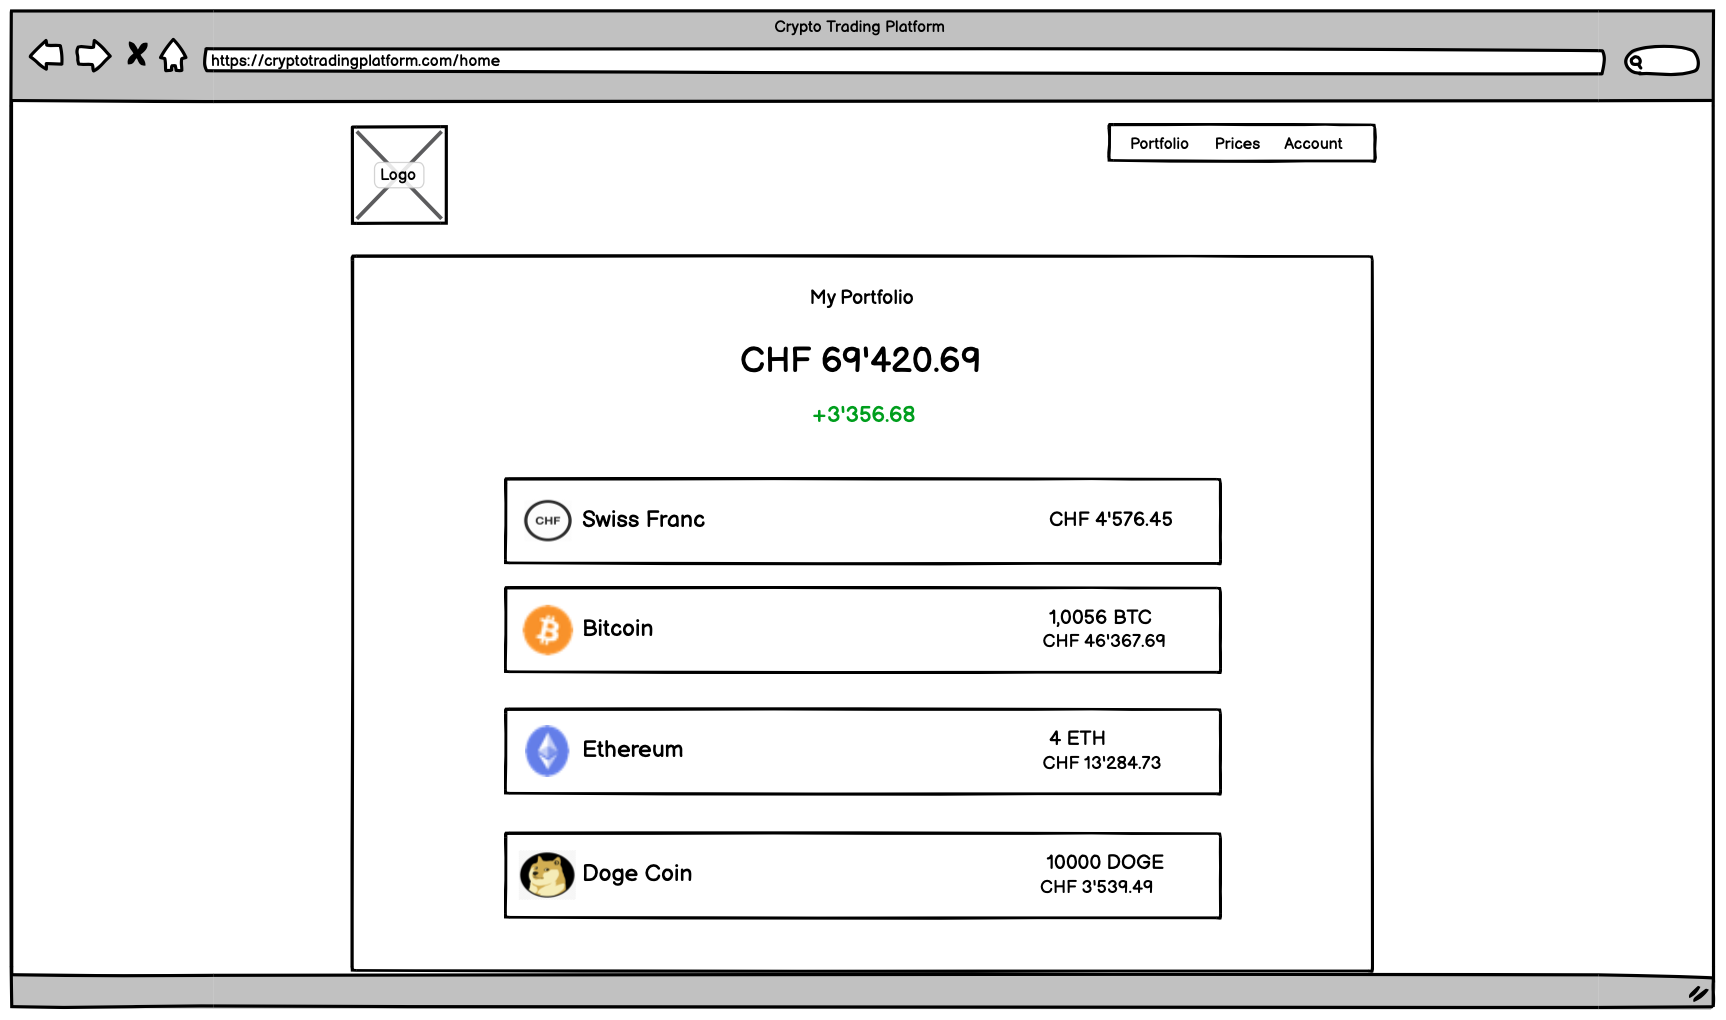 Crypto Trading Platform
https://cryptotradingplatform.com/home
Logo
Portfolio Prices Account
My Portfolio
CHF 69'420.69
+3'356.68
CHF Swiss Franc CHF 4'576.45
Bitcoin
1,0056 BTC
CHF 46'367.69
Ethereum
4 ETH
CHF 13'284.73
Doge Coin
10000 DOGE
CHF 3'539.49